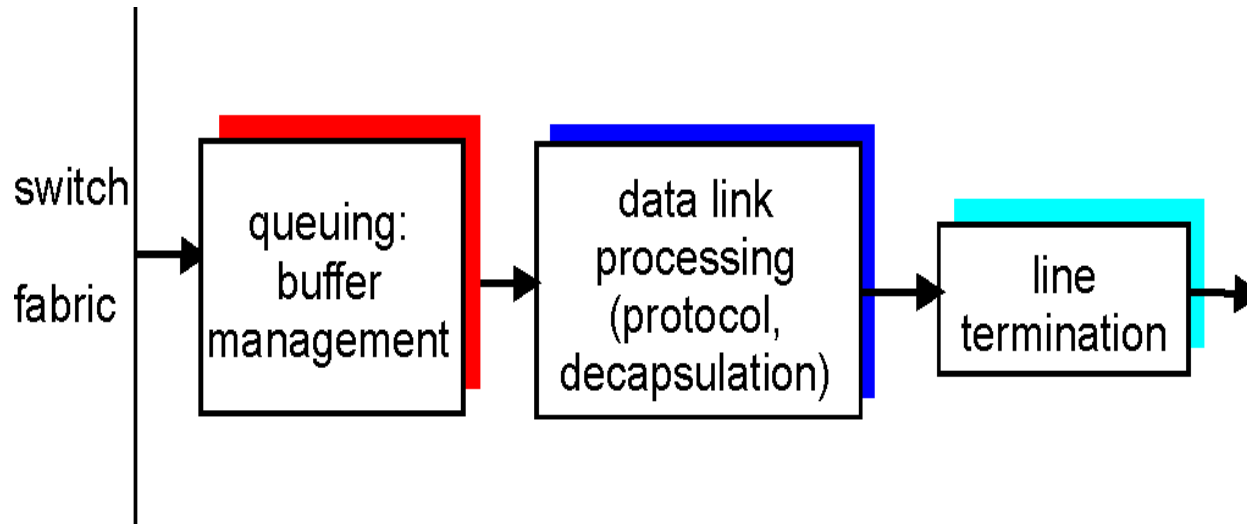 switch
fabric
queuing:
buffer
management
data link
processing
(protocol,
decapsulation)
line
termination